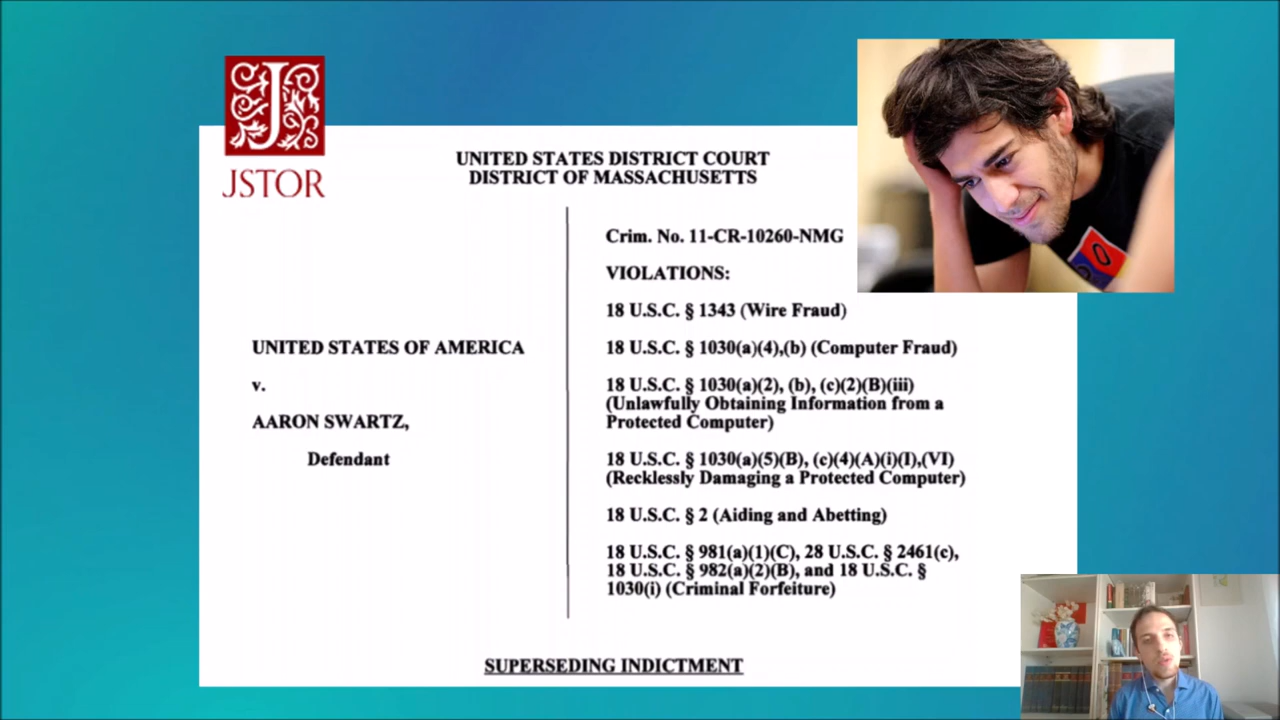 JSTOR
UNITED STATES DISTRICT COURT
DISTRICT OF MASSACHUSETTS
Crim. No. 11-CR-10260-NMG
VIOLATIONS:
18 U.S.C. § 1343 (Wire Fraud)
UNITED STATES OF AMERICA
v.
AARON SWARTZ,
Defendant
18 U.S.C. § 1030(a)(4),(b) (Computer Fraud)
18 U.S.C. § 1030(a)(2), (b), (c)(2)(B)(iii)
(Unlawfully Obtaining Information from a
Protected Computer)
18 U.S.C. § 1030(a)(5)(B), (c)(4)(A)(i)(I),(VI)
(Recklessly Damaging a Protected Computer)
18 U.S.C. § 2 (Aiding and Abetting)
18 U.S.C. § 981(a)(1)(C), 28 U.S.C. § 2461(c),
18 U.S.C. § 982(a)(2)(B), and 18 U.S.C. §
1030(i) (Criminal Forfeiture)
SUPERSEDING INDICTMENT